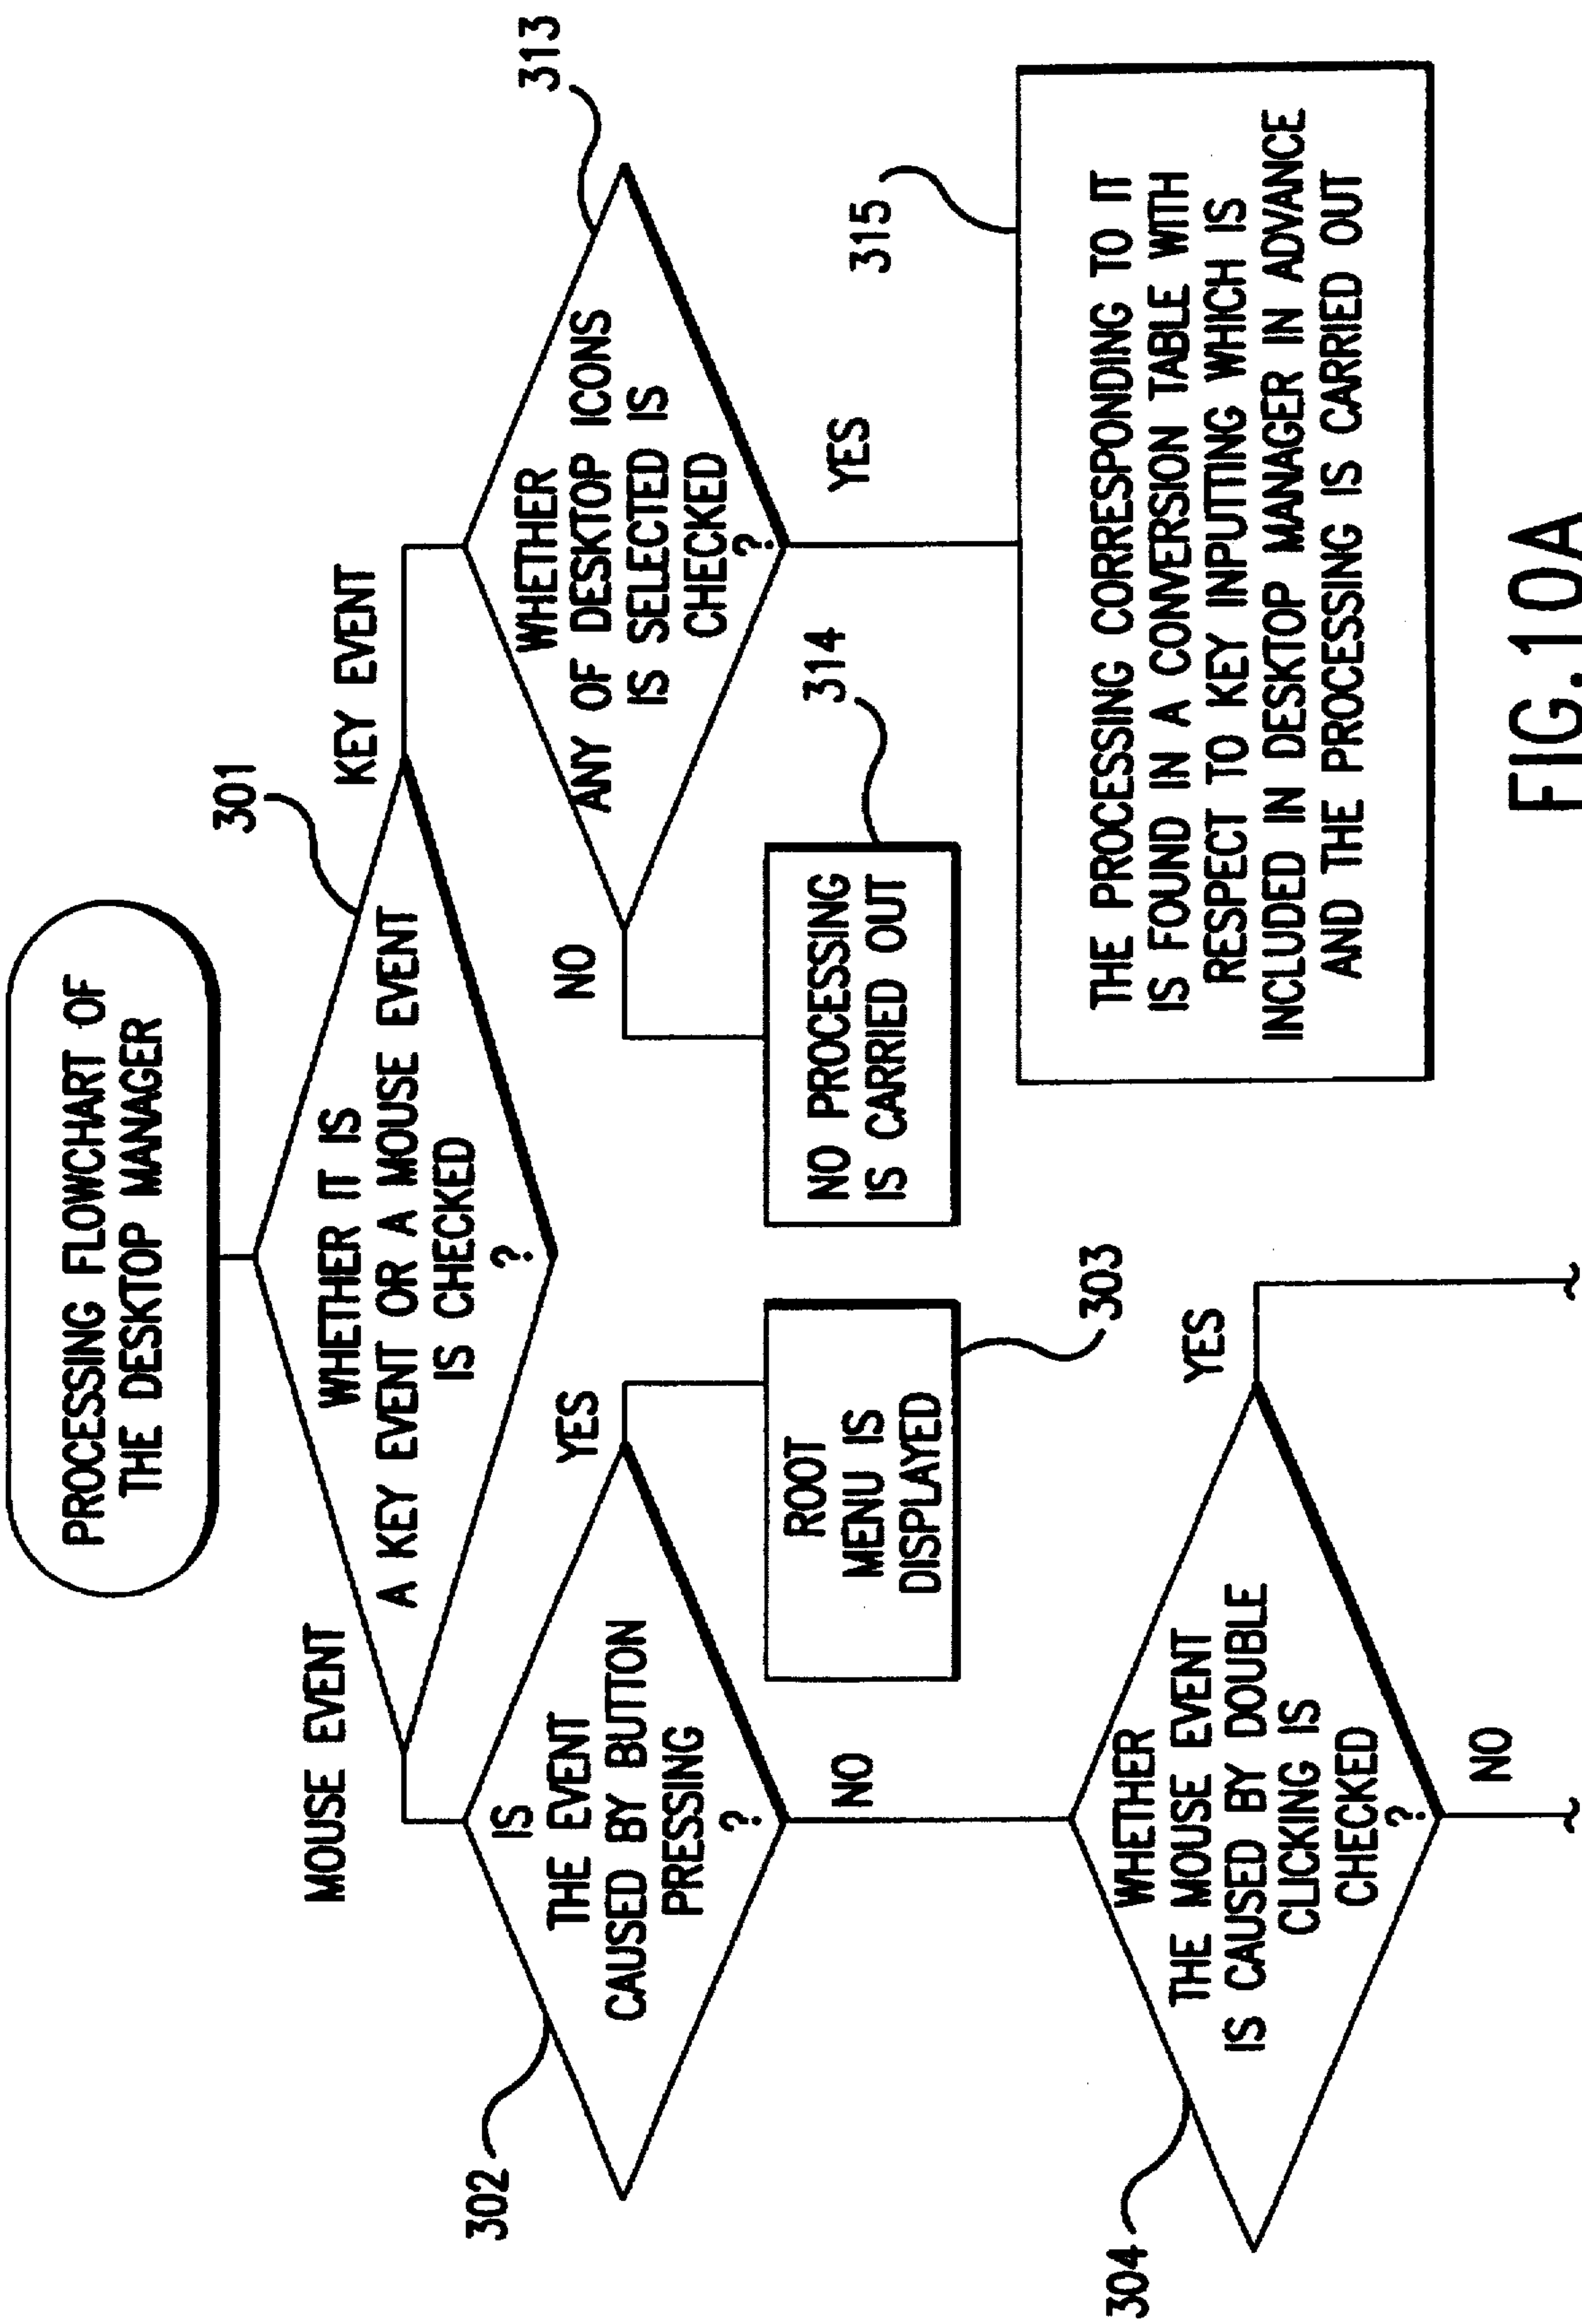 PROCESSING FLOWCHART OF
THE DESKTOP MANAGER
301
WHETHER IT IS
A KEY EVENT OR A MOUSE EVENT
IS CHECKED
?
MOUSE EVENT
KEY EVENT
302
IS
THE EVENT
CAUSED BY BUTTON
PRESSING
?
YES
NO
ROOT
MENU IS
DISPLAYED
303
313
WHETHER
ANY OF DESKTOP ICONS
IS SELECTED IS
CHECKED
?
NO
YES
314
NO PROCESSING
IS CARRIED OUT
315
THE PROCESSING CORRESPONDING TO IT
IS FOUND IN A CONVERSION TABLE WITH
RESPECT TO KEY INPUTTING WHICH IS
INCLUDED IN DESKTOP MANAGER IN ADVANCE
AND THE PROCESSING IS CARRIED OUT
304
WHETHER
THE MOUSE EVENT
IS CAUSED BY DOUBLE
CLICKING IS
CHECKED
?
YES
NO
FIG.10A